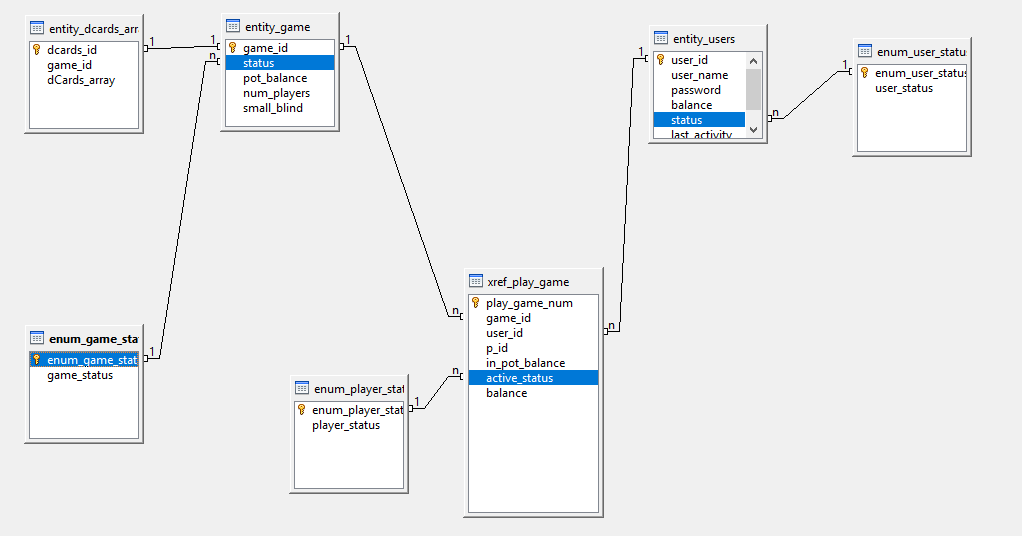 entity_dcards_arr
dcards_id
game_id
dCards_array
1
1
n
entity_game
game_id
status
pot_balance
num_players
small_blind
1
1
entity_users
user_id
user_name
password
balance
status
last_activity
n
1
enum_user_status
enum_user_status
user_status
enum_game_stat
enum_game_stat
game_status
1
enum_player_stat
enum_player_stat
player_status
1
n
n
xref_play_game
play_game_num
game_id
user_id
p_id
in_pot_balance
active_status
balance
n